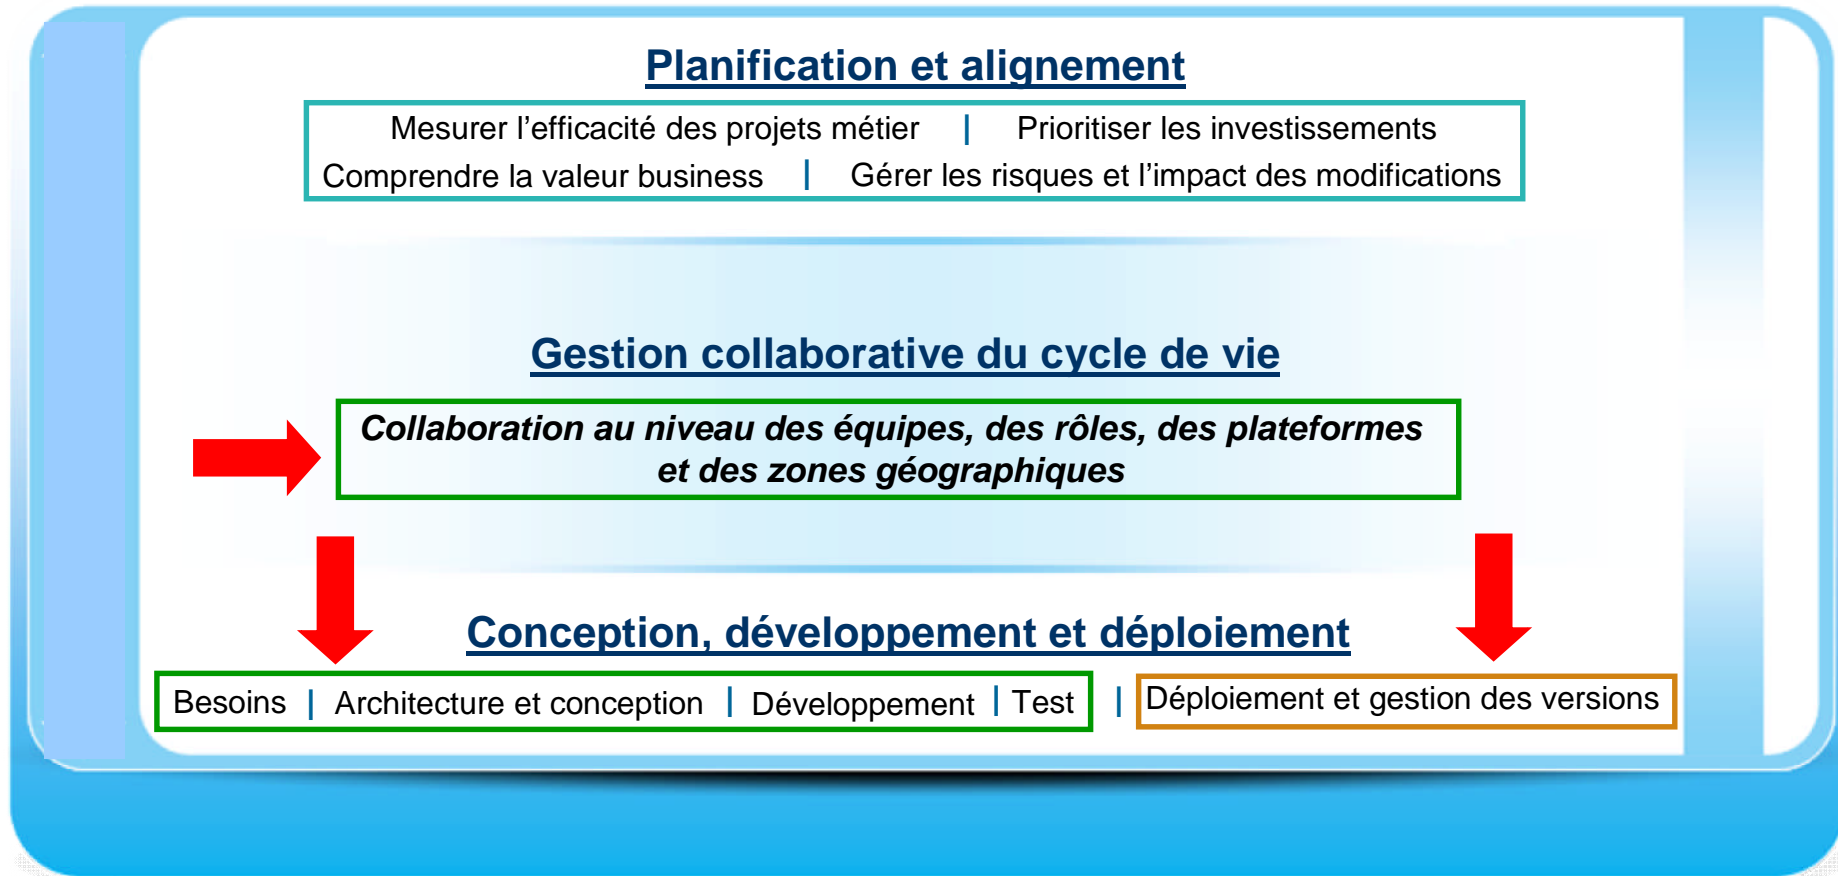 Planification et alignement
Mesurer l’efficacité des projets métier | Prioritiser les investissements
Comprendre la valeur business | Gérer les risques et l’impact des modifications
Gestion collaborative du cycle de vie
Collaboration au niveau des équipes, des rôles, des plateformes
et des zones géographiques
Conception, développement et déploiement
Besoins | Architecture et conception | Développement | Test | Déploiement et gestion des versions